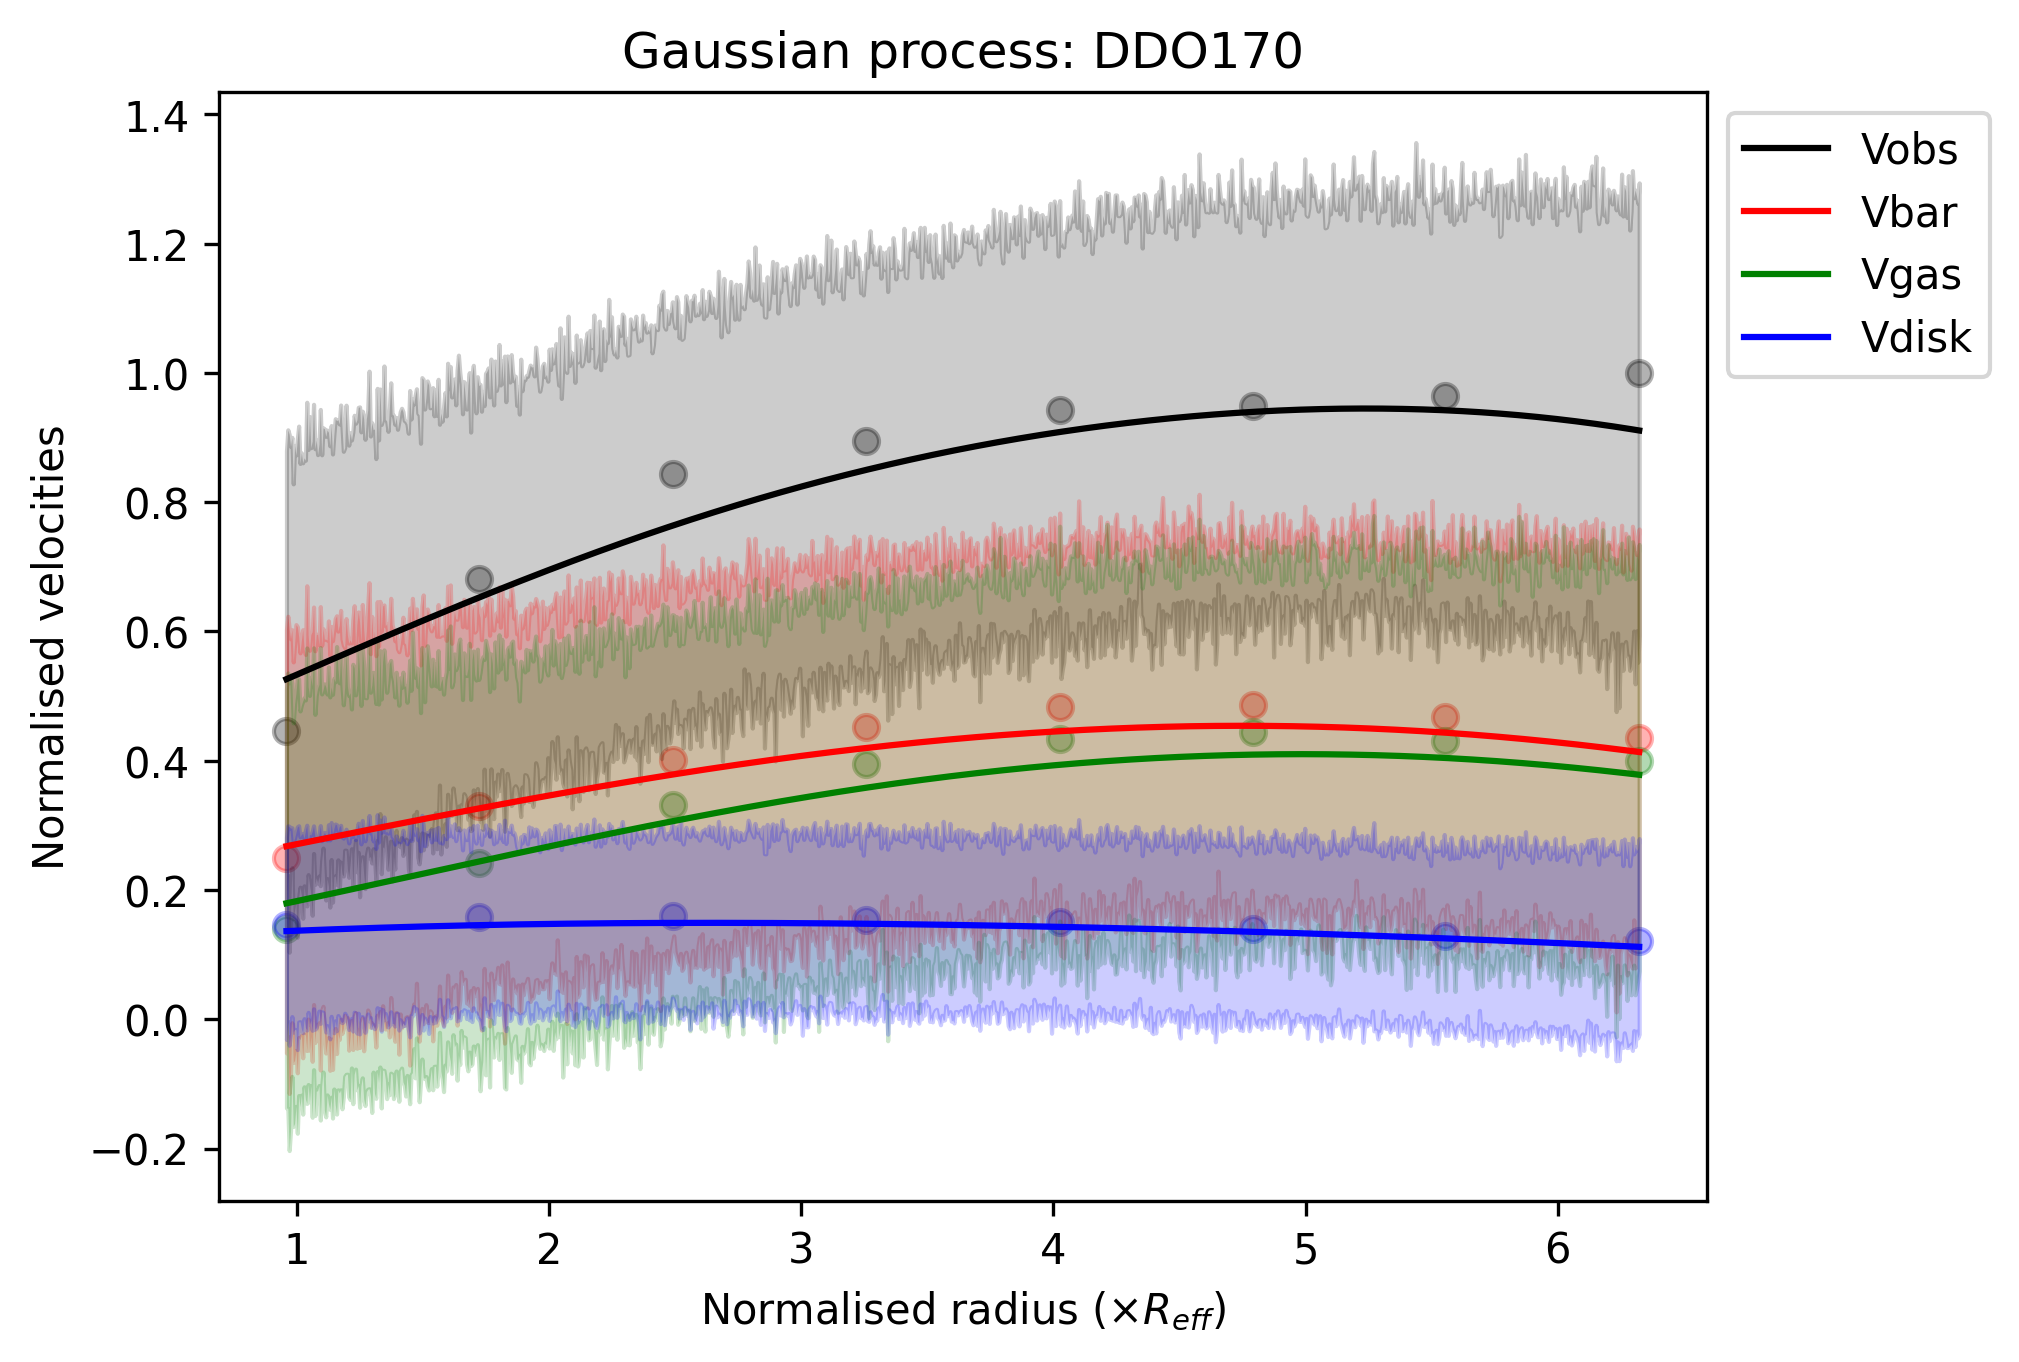 Gaussian process: DDO170
Vobs
Vbar
Vgas
Vdisk
Normalised velocities
1.4
1.2
1.0
0.8
0.6
0.4
0.2
0.0
−0.2
1 2 3 4 5 6
Normalised radius (×R_eff)